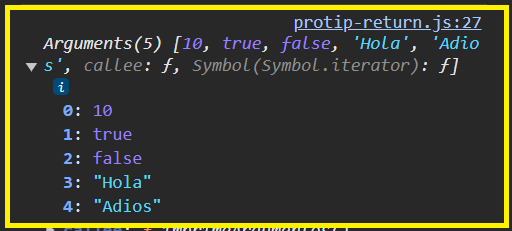 protip-return.js:27
Arguments(5) [10, true, false, 'Hola', 'Adio
s', callee: ƒ, Symbol(Symbol.iterator): ƒ]
i
0: 10
1: true
2: false
3: "Hola"
4: "Adios"